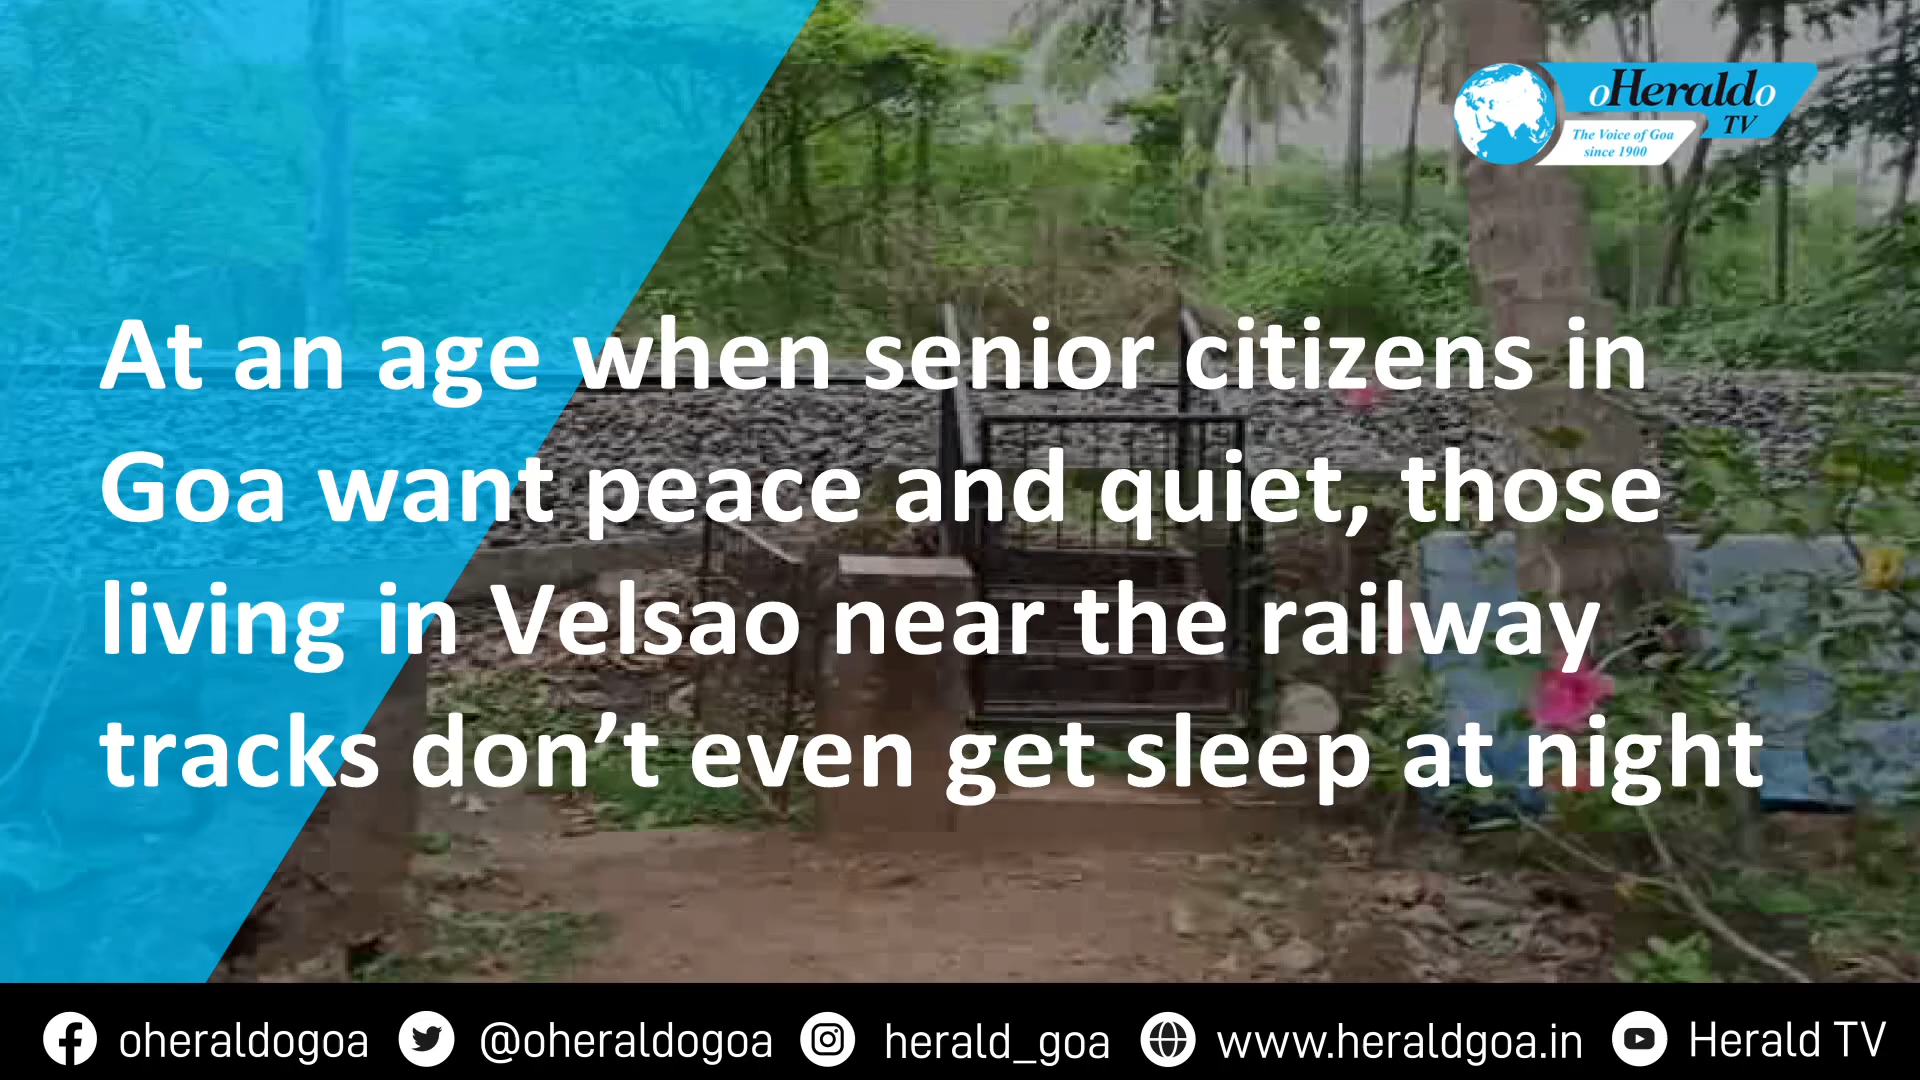 oHeraldo
TV
The Voice of Goa
since 1900
At an age when senior citizens in
Goa want peace and quiet, those
living in Velsao near the railway
tracks don’t even get sleep at night
oheraldogoa @oheraldogoa herald_goa www.heraldgoa.in Herald TV